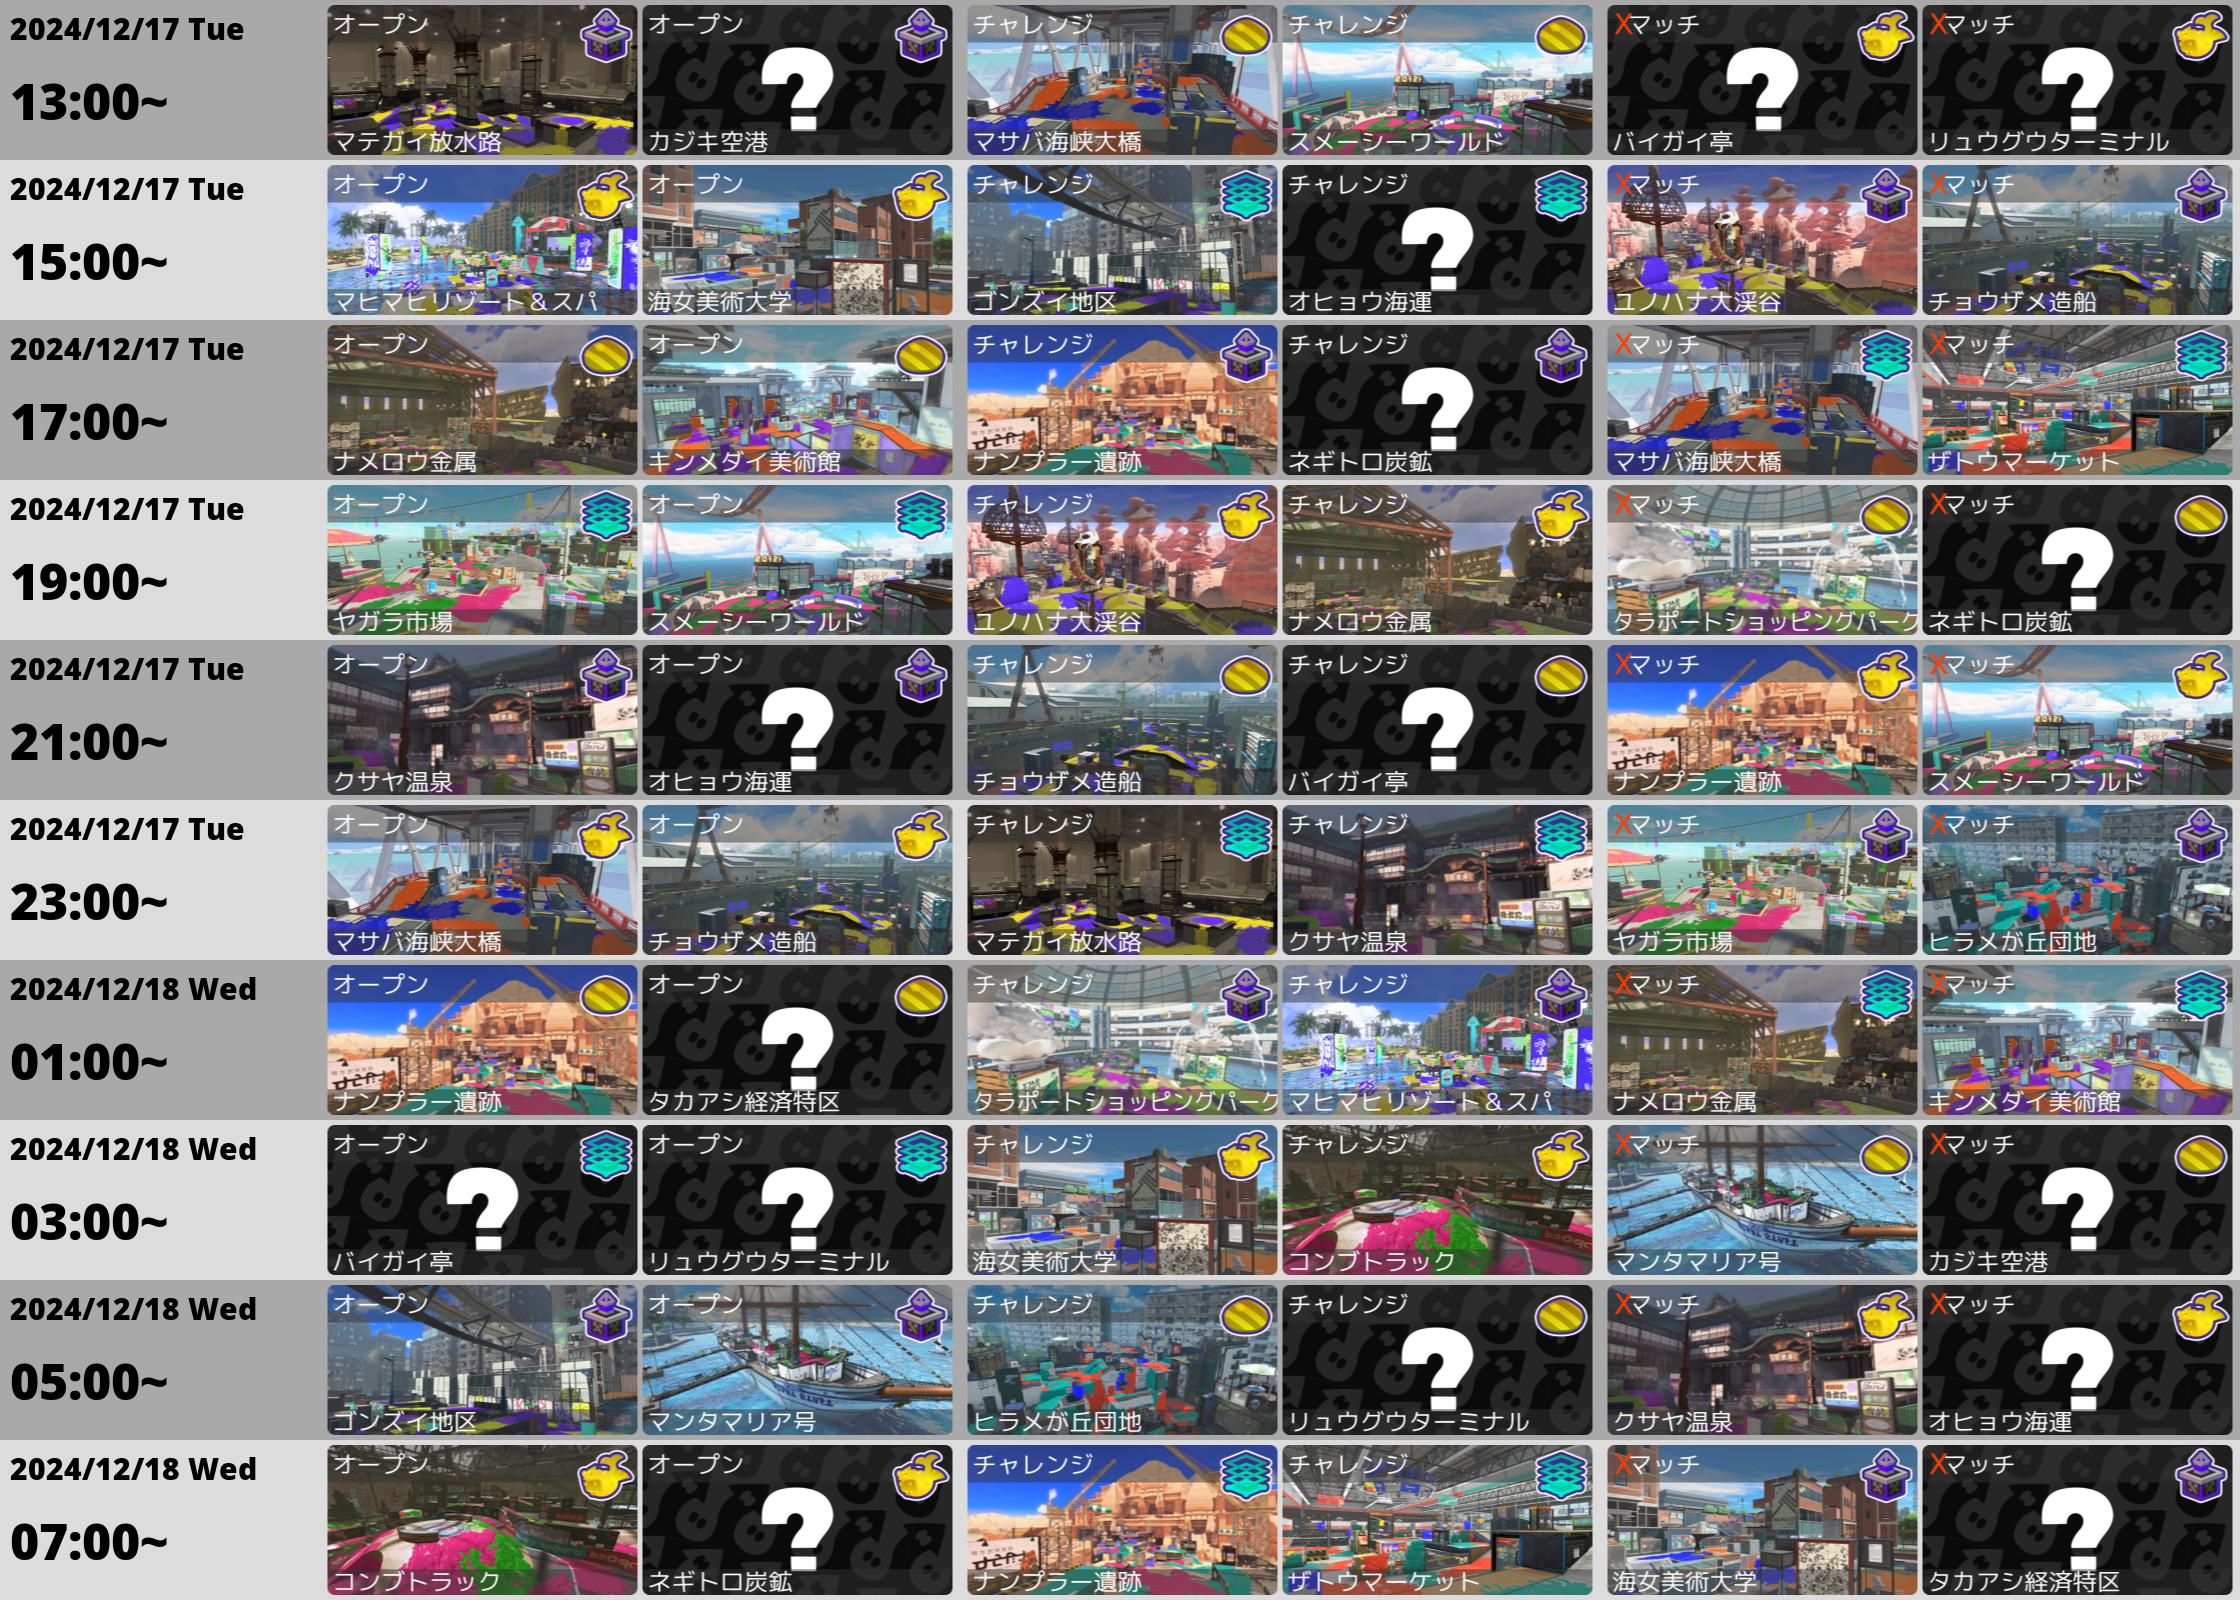 2024/12/17 Tue
13:00~
オープン オープン チャレンジ チャレンジ Xマッチ Xマッチ
マテガイ放水路 カジキ空港 マサバ海峡大橋 スメーシーワールド バイガイ亭 リュウグウターミナル
2024/12/17 Tue
15:00~
オープン オープン チャレンジ チャレンジ Xマッチ Xマッチ
マヒマヒリゾート＆スパ 海女美術大学 ゴンズイ地区 オヒョウ海運 ユノハナ大渓谷 チョウザメ造船
2024/12/17 Tue
17:00~
オープン オープン チャレンジ チャレンジ Xマッチ Xマッチ
ナメロウ金属 キンメダイ美術館 ナンプラー遺跡 ネギトロ炭鉱 マサバ海峡大橋 ザトウマーケット
2024/12/17 Tue
19:00~
オープン オープン チャレンジ チャレンジ Xマッチ Xマッチ
ヤガラ市場 スメーシーワールド ユノハナ大渓谷 ナメロウ金属 タラポートショッピングパーク ネギトロ炭鉱
2024/12/17 Tue
21:00~
オープン オープン チャレンジ チャレンジ Xマッチ Xマッチ
クサヤ温泉 オヒョウ海運 チョウザメ造船 バイガイ亭 ナンプラー遺跡 スメーシーワールド
2024/12/17 Tue
23:00~
オープン オープン チャレンジ チャレンジ Xマッチ Xマッチ
マサバ海峡大橋 チョウザメ造船 マテガイ放水路 クサヤ温泉 ヤガラ市場 ヒラメが丘団地
2024/12/18 Wed
01:00~
オープン オープン チャレンジ チャレンジ Xマッチ Xマッチ
ナンプラー遺跡 タカアシ経済特区 タラポートショッピングパーク マヒマヒリゾート＆スパ ナメロウ金属 キンメダイ美術館
2024/12/18 Wed
03:00~
オープン オープン チャレンジ チャレンジ Xマッチ Xマッチ
バイガイ亭 リュウグウターミナル 海女美術大学 コンブトラック マンタマリア号 カジキ空港
2024/12/18 Wed
05:00~
オープン オープン チャレンジ チャレンジ Xマッチ Xマッチ
ゴンズイ地区 マンタマリア号 ヒラメが丘団地 リュウグウターミナル クサヤ温泉 オヒョウ海運
2024/12/18 Wed
07:00~
オープン オープン チャレンジ チャレンジ Xマッチ Xマッチ
コンブトラック ネギトロ炭鉱 ナンプラー遺跡 ザトウマーケット 海女美術大学 タカアシ経済特区